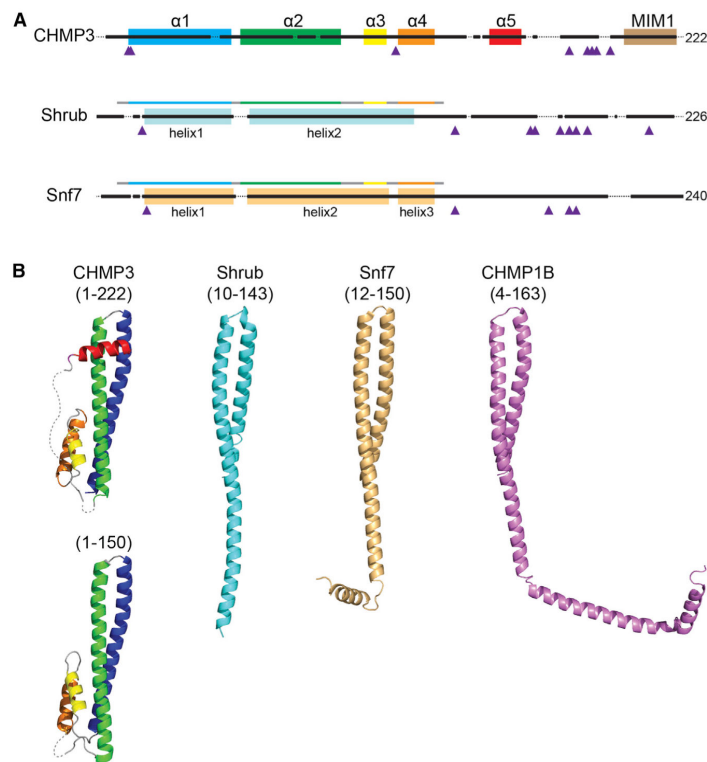 A
α1 α2 α3 α4 α5 MIM1
CHMP3 222
Shrub 226
helix1 helix2
Snf7 240
helix1 helix2 helix3
B
CHMP3 Shrub Snf7 CHMP1B
(1-222) (10-143) (12-150) (4-163)
(1-150)